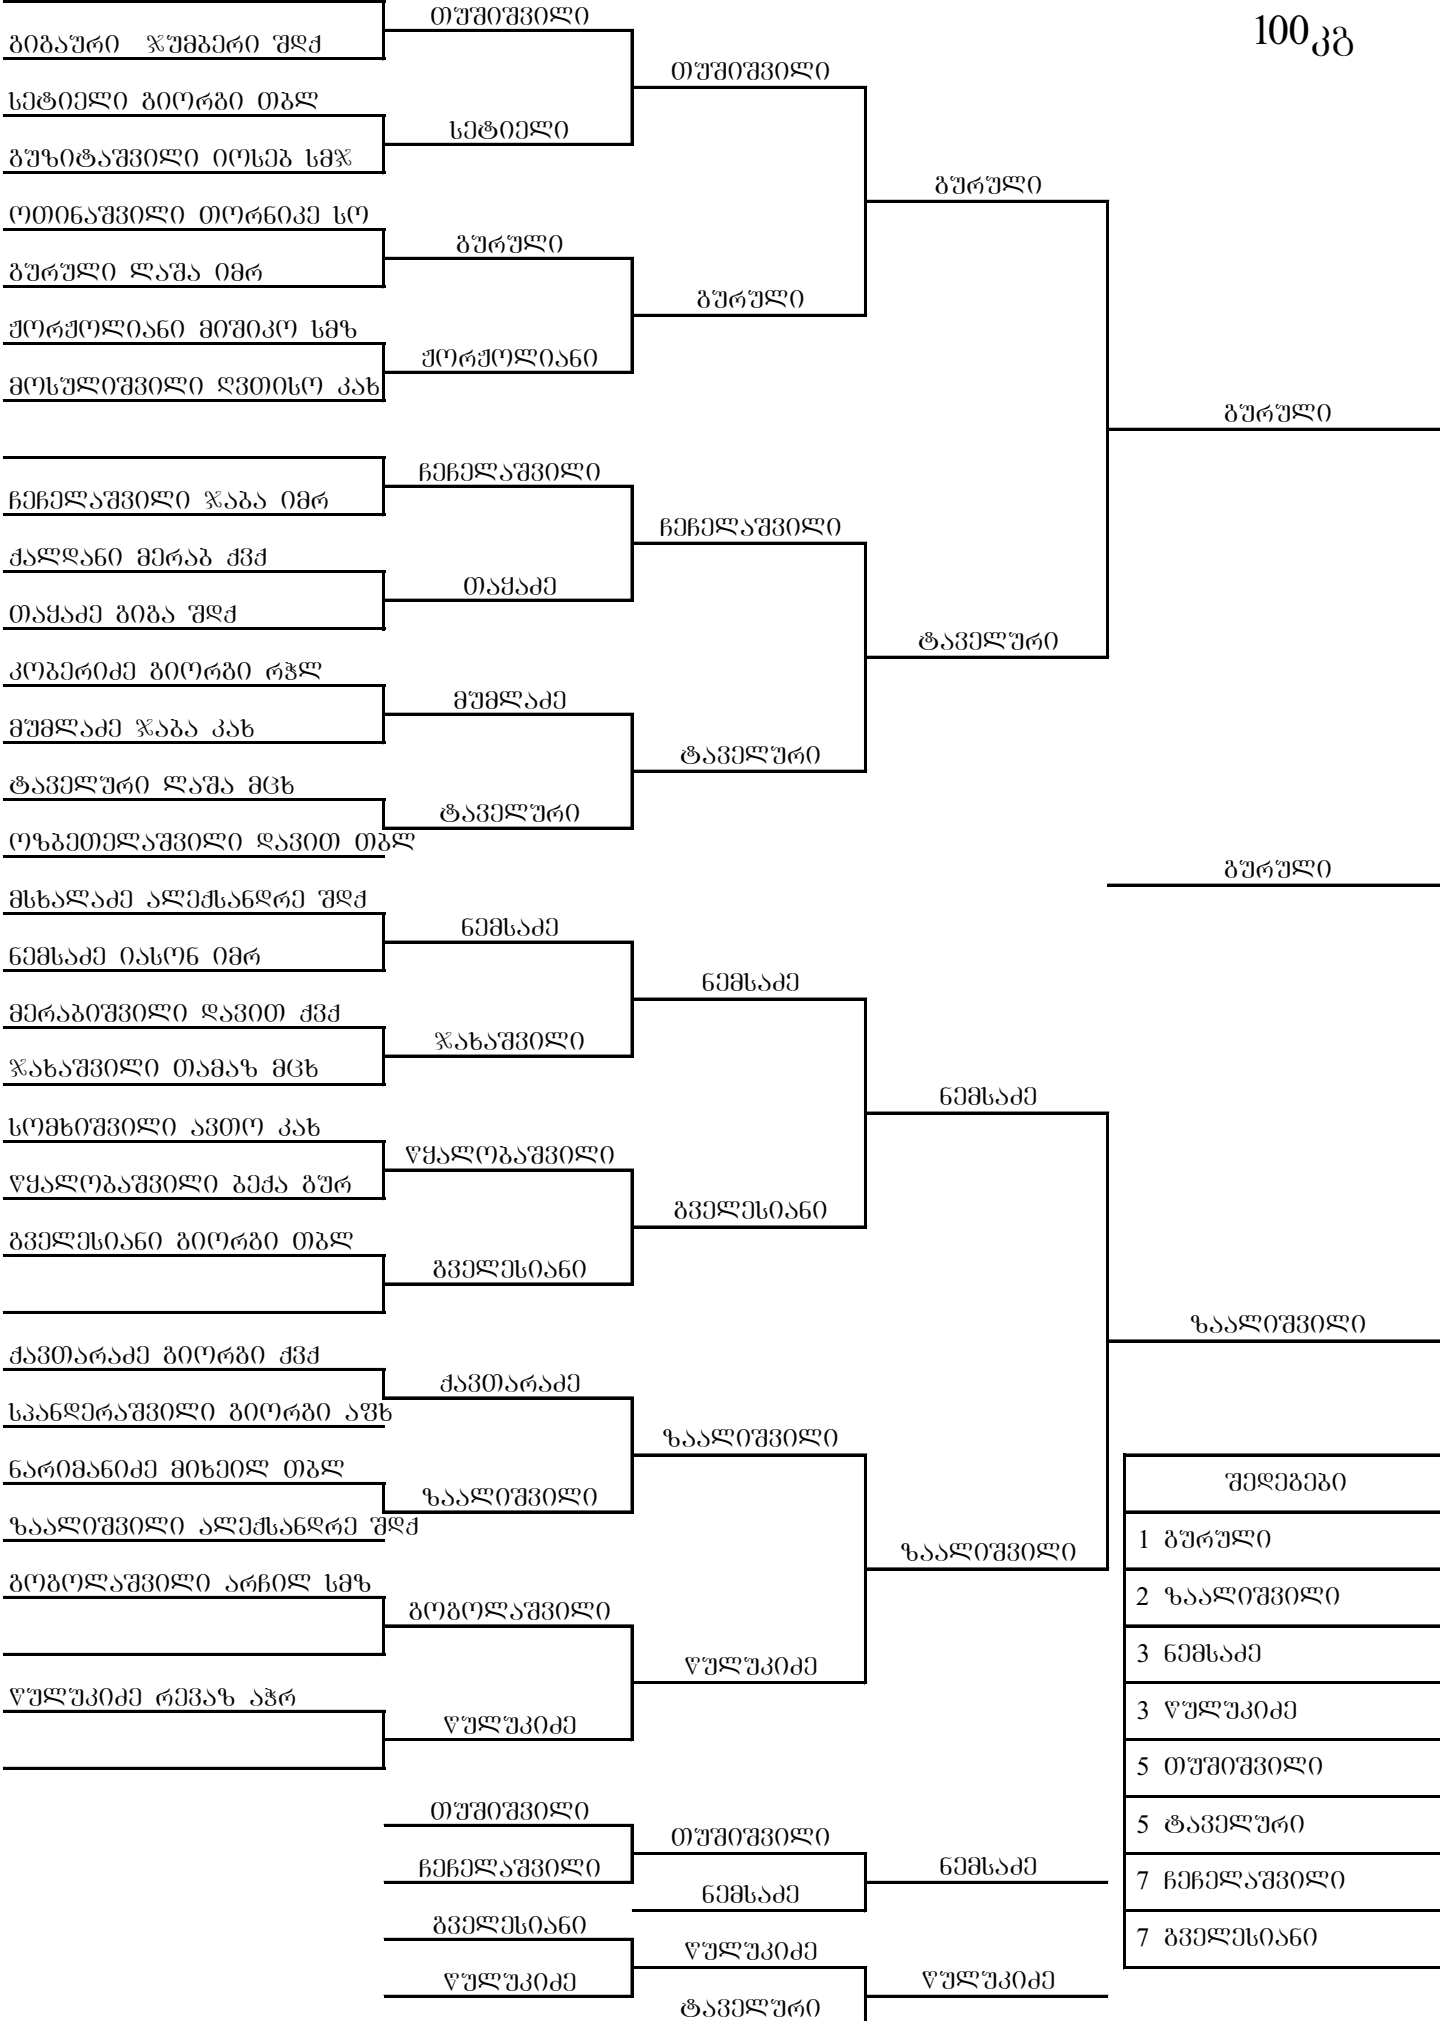 100კგ
თუშიშვილი
გიგაური ჯუმბერი შდქ
თუშიშვილი
სეტიელი გიორგი თბლ
სეტიელი
გუზიტაშვილი იოსებ სმჯ
გურული
ოთინაშვილი თორნიკე სო
გურული
გურული ლაშა იმრ
გურული
ჟორჟოლიანი მიშიკო სმზ
ჟორჟოლიანი
მოსულიშვილი ღვთისო კახ
გურული
ჩეჩელაშვილი
ჩეჩელაშვილი ჯაბა იმრ
ჩეჩელაშვილი
ქალდანი მერაბ ქვქ
თაყაძე
თაყაძე გიგა შდქ
ტაველური
კობერიძე გიორგი რჭლ
მუმლაძე
მუმლაძე ჯაბა კახ
ტაველური
ტაველური ლაშა მცხ
ტაველური
ოზბეთელაშვილი დავით თბლ
გურული
მსხალაძე ალექსანდრე შდქ
ნემსაძე
ნემსაძე იასონ იმრ
ნემსაძე
მერაბიშვილი დავით ქვქ
ჯახაშვილი
ჯახაშვილი თამაზ მცხ
ნემსაძე
სომხიშვილი ავთო კახ
წყალობაშვილი
წყალობაშვილი ბექა გურ
გველესიანი
გველესიანი გიორგი თბლ
გველესიანი
ზაალიშვილი
ქავთარაძე გიორგი ქვქ
ქავთარაძე
სპანდერაშვილი გიორგი აფხ
ზაალიშვილი
ნარიმანიძე მიხეილ თბლ
შედეგები
ზაალიშვილი
ზაალიშვილი ალექსანდრე შდქ
1 გურული
ზაალიშვილი
გოგოლაშვილი არჩილ სმზ
2 ზაალიშვილი
გოგოლაშვილი
3 ნემსაძე
წულუკიძე
წულუკიძე რევაზ აჭრ
3 წულუკიძე
წულუკიძე
5 თუშიშვილი
თუშიშვილი
5 ტაველური
თუშიშვილი
ჩეჩელაშვილი
ნემსაძე
7 ჩეჩელაშვილი
ნემსაძე
გველესიანი
7 გველესიანი
წულუკიძე
წულუკიძე
წულუკიძე
ტაველური